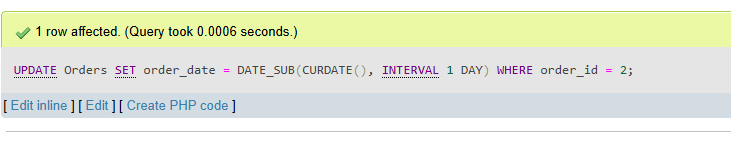 1 row affected. (Query took 0.0006 seconds.)
UPDATE Orders SET order_date = DATE_SUB(CURDATE(), INTERVAL 1 DAY) WHERE order_id = 2;
[ Edit inline ] [ Edit ] [ Create PHP code ]